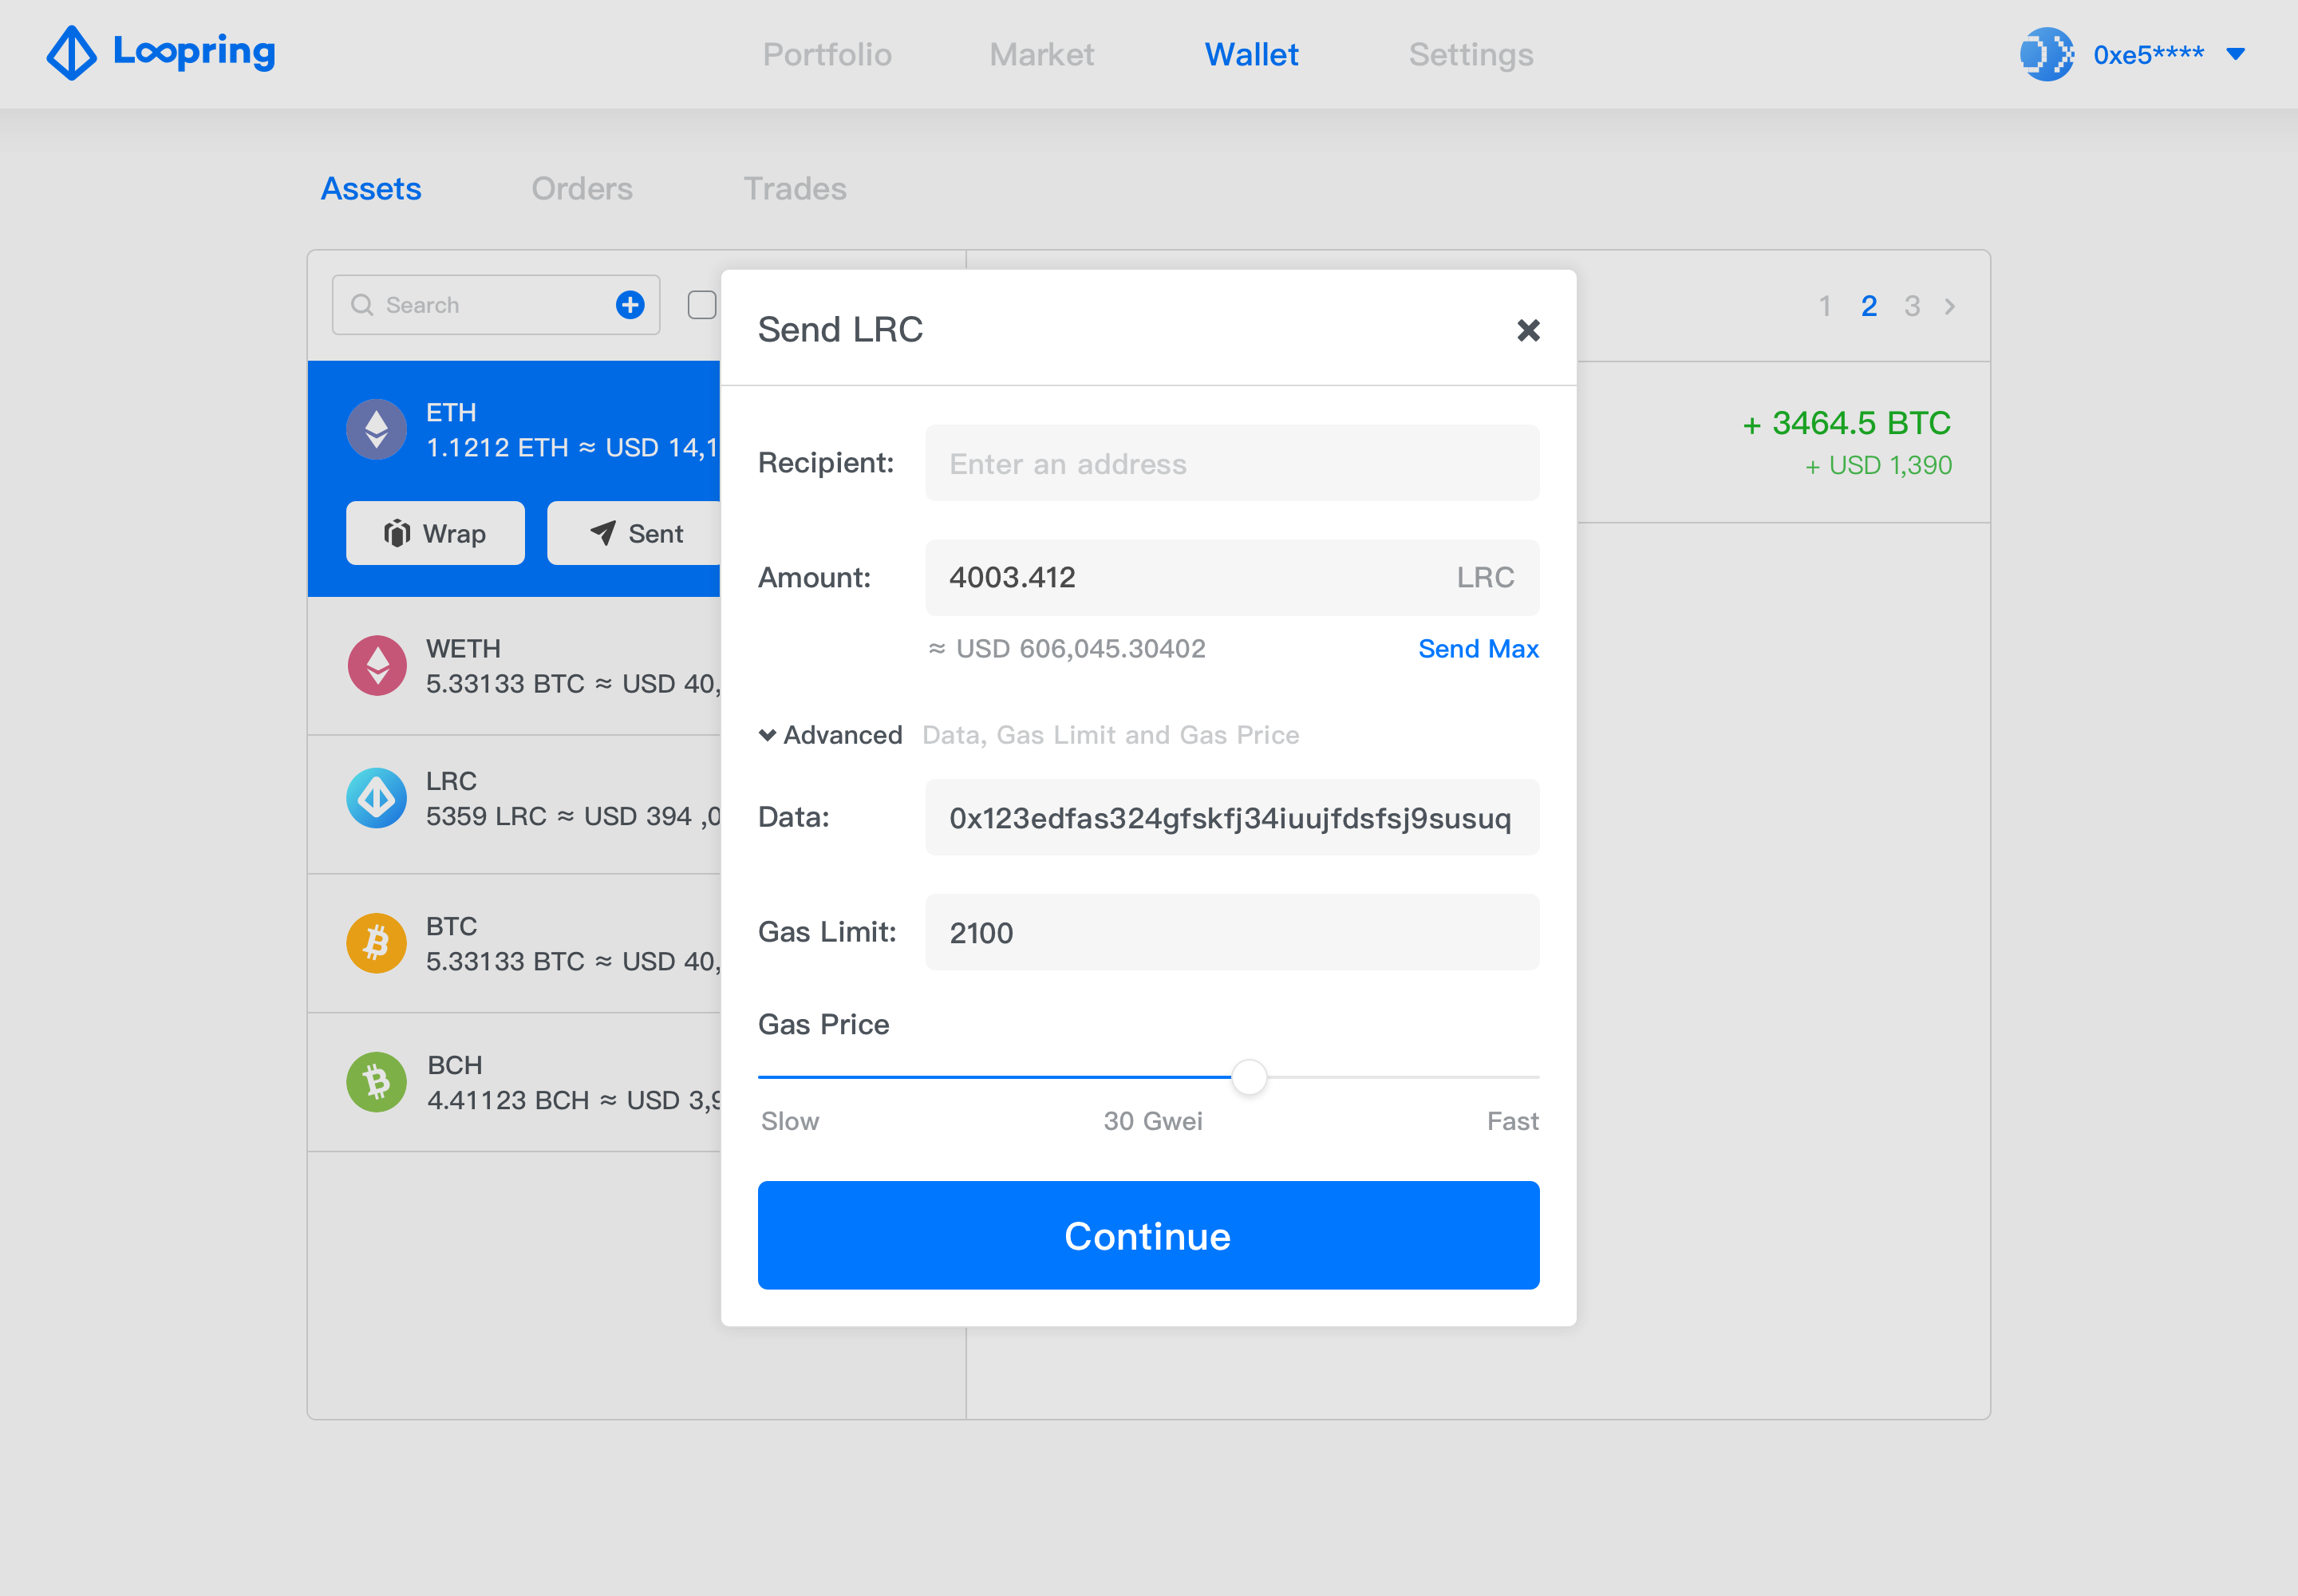 Loopring
Portfolio
Market
Wallet
Settings
0xe5****
Assets
Orders
Trades
Search
1 2 3
ETH
1.1212 ETH ≈ USD 14,1
Wrap
Sent
WETH
5.33133 BTC ≈ USD 40,
LRC
5359 LRC ≈ USD 394 ,0
BTC
5.33133 BTC ≈ USD 40,
BCH
4.41123 BCH ≈ USD 3,9
+ 3464.5 BTC
+ USD 1,390
Send LRC
Recipient:
Enter an address
Amount:
4003.412
LRC
≈ USD 606,045.30402
Send Max
Advanced
Data, Gas Limit and Gas Price
Data:
0x123edfas324gfskfj34iuujfdsfsj9susuq
Gas Limit:
2100
Gas Price
Slow
30 Gwei
Fast
Continue